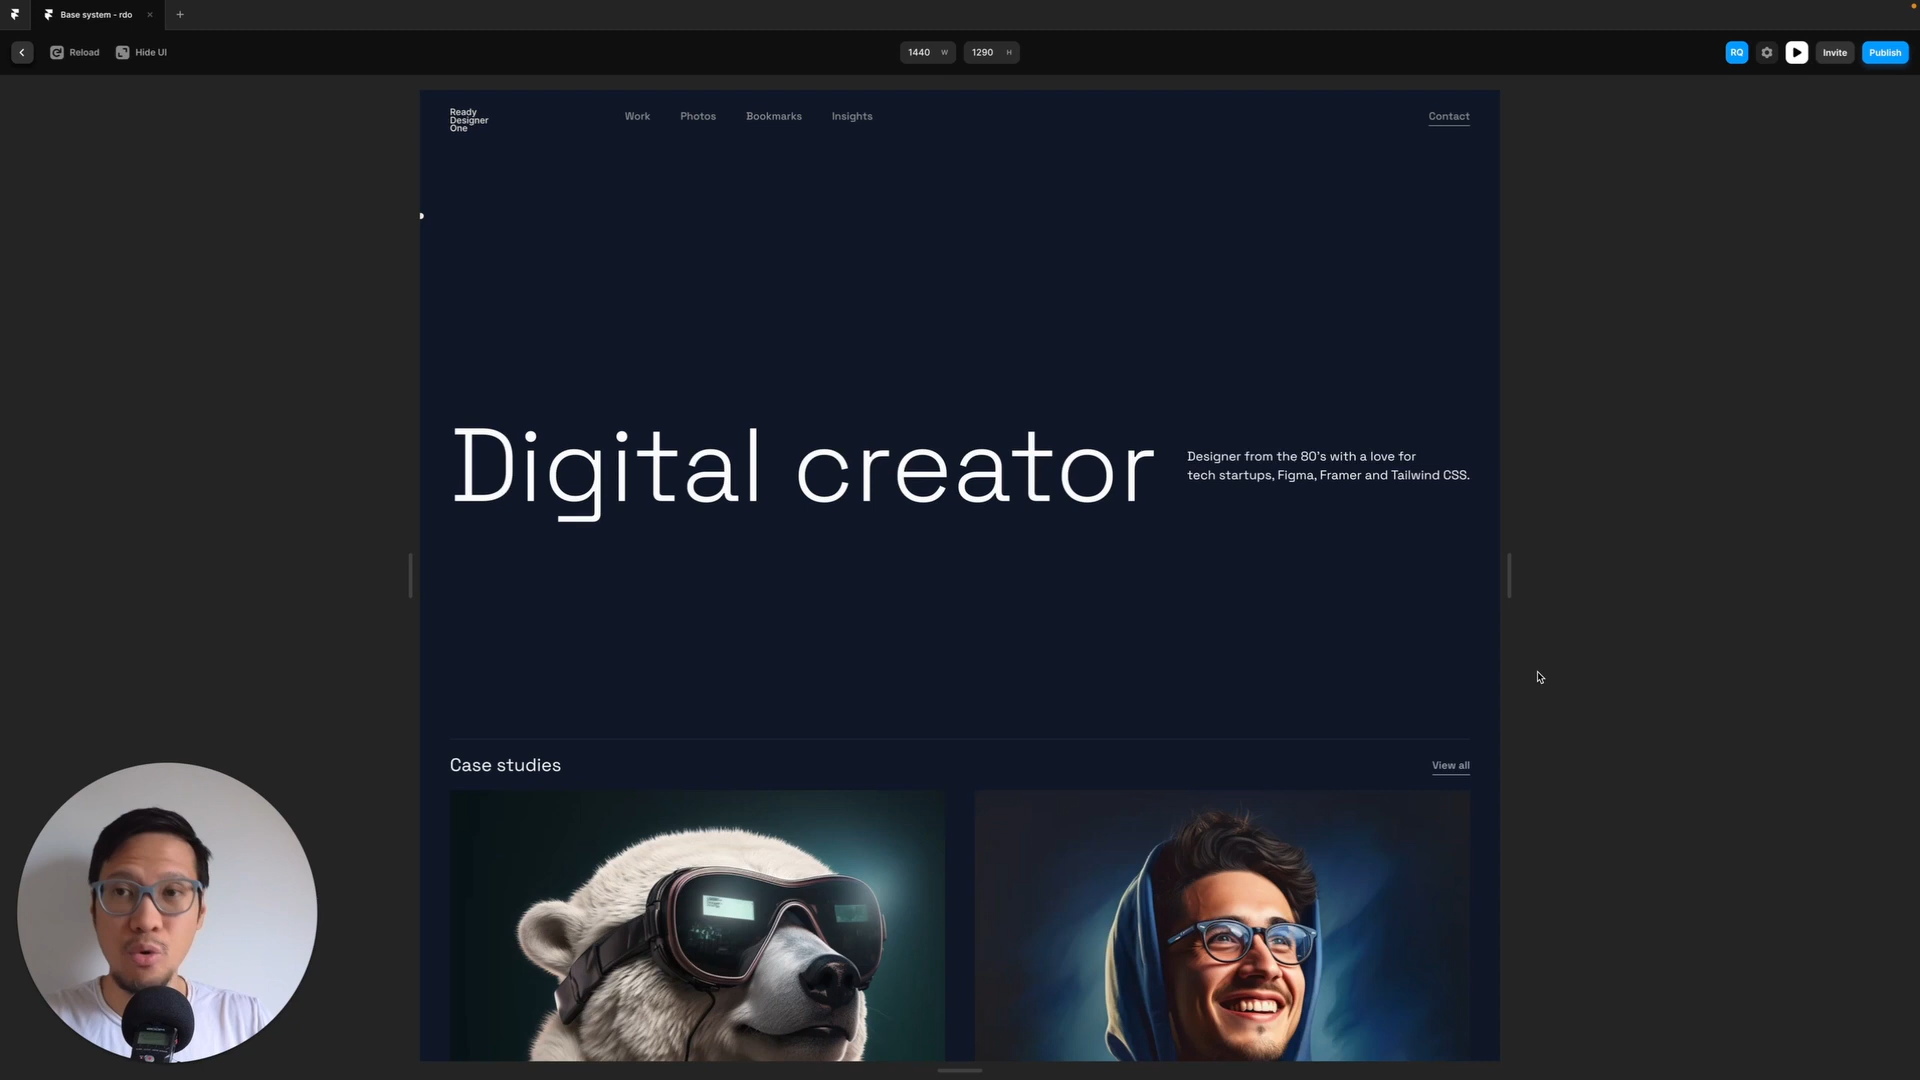 Base system - rdo
Reload
Hide UI
1440 W
1290 H
RQ
Invite
Publish
Ready
Designer
One
Work
Photos
Bookmarks
Insights
Contact
Digital creator
Designer from the 80's with a love for
tech startups, Figma, Framer and Tailwind CSS.
Case studies
View all